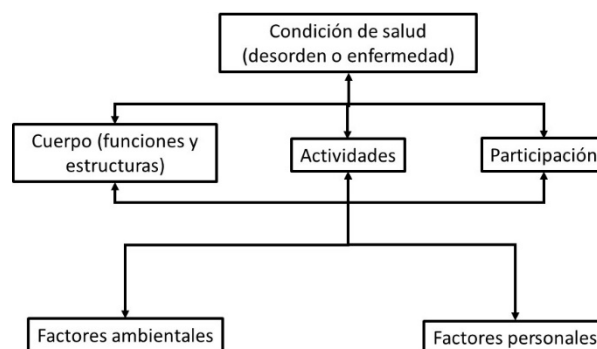 Condición de salud
(desorden o enfermedad)
Cuerpo (funciones y
estructuras)
Actividades
Participación
Factores ambientales
Factores personales